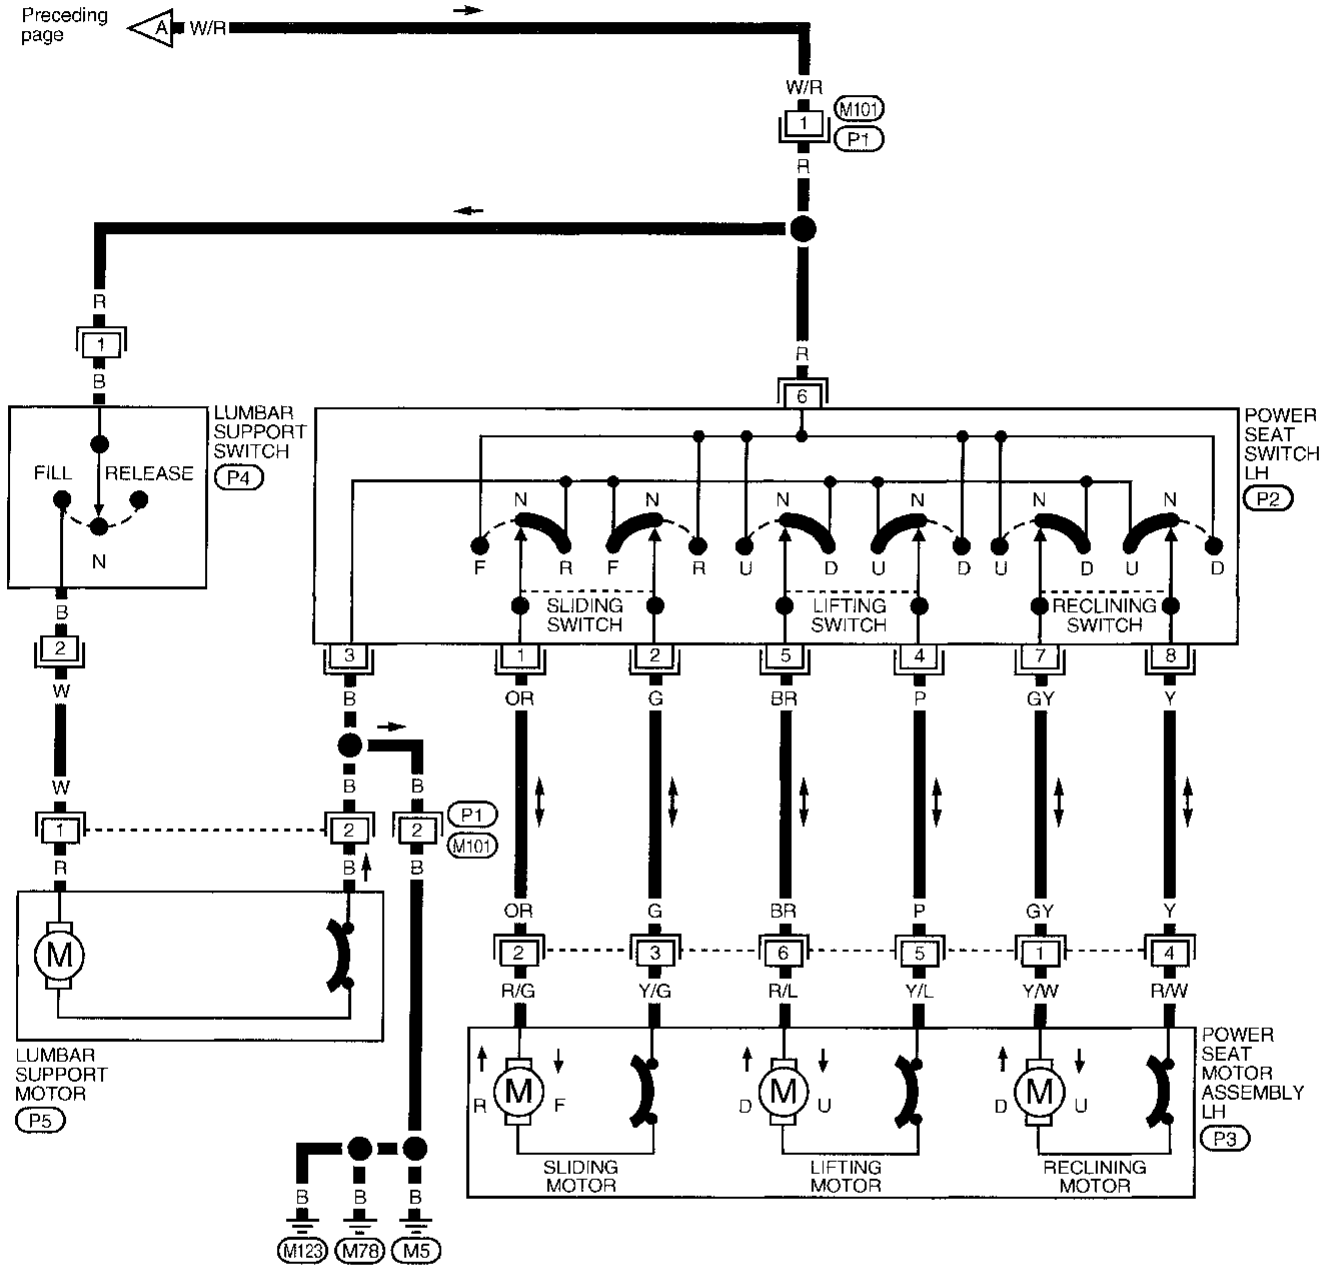 Preceding
page
A W/R
W/R
1 M101
P1
R
R
R
1
B
6
LUMBAR
SUPPORT
SWITCH
P4
FILL RELEASE
N
POWER
SEAT
SWITCH
LH
P2
N N N N N N
F R F R U D U D U D U D
SLIDING
SWITCH
LIFTING
SWITCH
RECLINING
SWITCH
B
2
W
3 1 2 5 4 7 8
B OR G BR P GY Y
W B B
1 2 2 P1
M101
R B B
OR G BR P GY Y
2 3 6 5 1 4
R/G Y/G R/L Y/L Y/W R/W
M
LUMBAR
SUPPORT
MOTOR
P5
POWER
SEAT
MOTOR
ASSEMBLY
LH
P3
R M F D M U D M U
SLIDING
MOTOR
LIFTING
MOTOR
RECLINING
MOTOR
B B B
M123 M78 M5